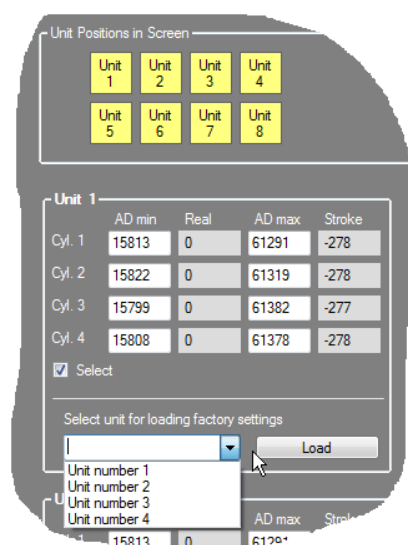 Unit Positions in Screen
Unit 1
Unit 2
Unit 3
Unit 4
Unit 5
Unit 6
Unit 7
Unit 8
Unit 1
AD min Real AD max Stroke
Cyl. 1 15813 0 61291 -278
Cyl. 2 15822 0 61319 -278
Cyl. 3 15799 0 61382 -277
Cyl. 4 15808 0 61378 -278
Select
Select unit for loading factory settings
Load
Unit number 1
Unit number 2
Unit number 3
Unit number 4
AD max
15813 0